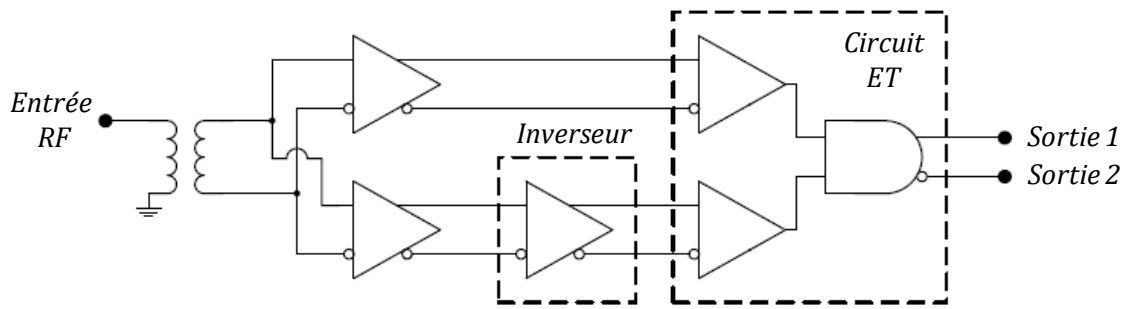 Entrée
RF
Inverseur
Circuit
ET
Sortie 1
Sortie 2